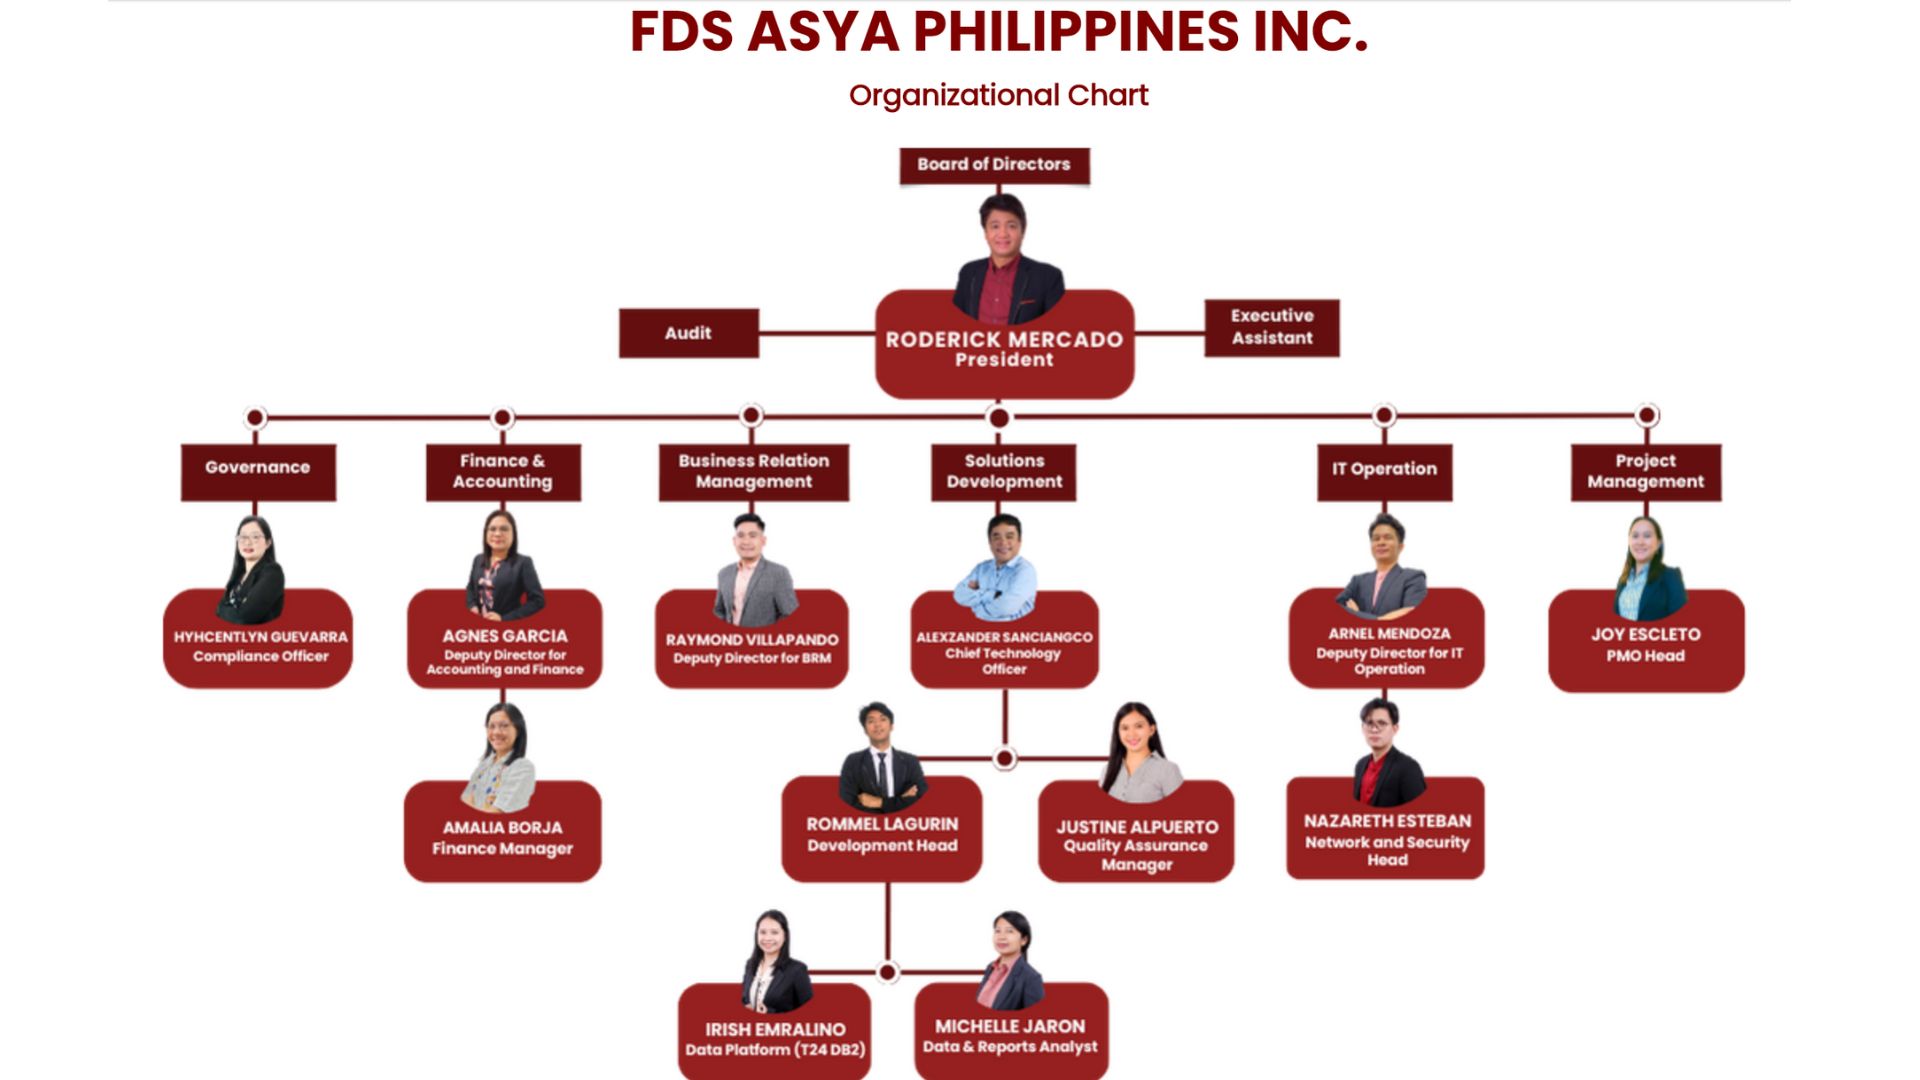 FDS ASYA PHILIPPINES INC.
Organizational Chart
Board of Directors
Audit
RODERICK MERCADO
President
Executive
Assistant
Governance
Finance &
Accounting
Business Relation
Management
Solutions
Development
IT Operation
Project
Management
HYHCENTLYN GUEVARRA
Compliance Officer
AGNES GARCIA
Deputy Director for
Accounting and Finance
RAYMOND VILLAPANDO
Deputy Director for BRM
ALEXZANDER SANCIANGCO
Chief Technology
Officer
ARNEL MENDOZA
Deputy Director for IT
Operation
JOY ESCLETO
PMO Head
AMALIA BORJA
Finance Manager
ROMMEL LAGURIN
Development Head
JUSTINE ALPUERTO
Quality Assurance
Manager
NAZARETH ESTEBAN
Network and Security
Head
IRISH EMRALINO
Data Platform (T24 DB2)
MICHELLE JARON
Data & Reports Analyst